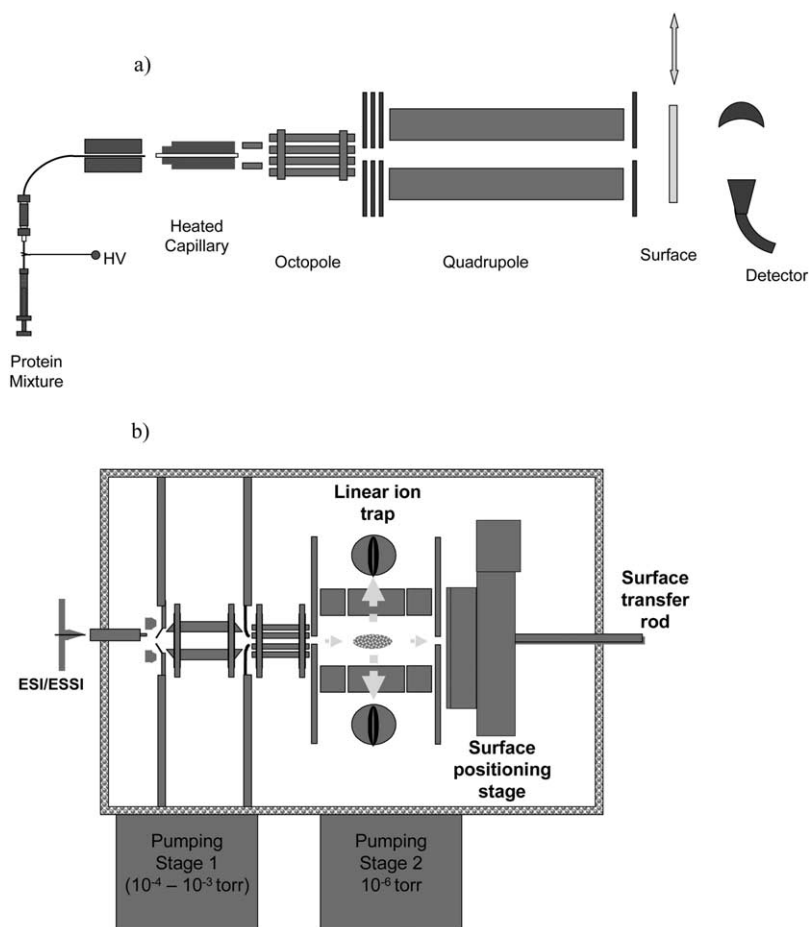 a)
HV
Heated
Capillary
Octopole
Quadrupole
Surface
Detector
Protein
Mixture
b)
Linear ion
trap
Surface
transfer
rod
ESI/ESSI
Surface
positioning
stage
Pumping
Stage 1
(10⁻⁴ – 10⁻³ torr)
Pumping
Stage 2
10⁻⁶ torr